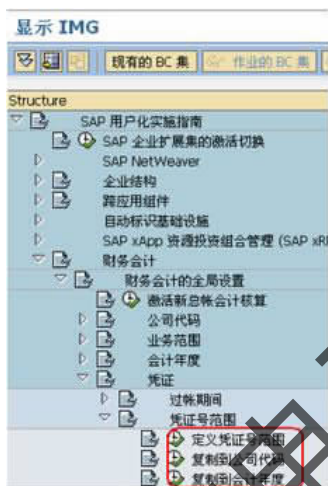 显示 IMG
现有的 BC 集 作业的 BC 集
Structure
SAP 用户化实施指南
SAP 企业扩展集的激活切换
SAP NetWeaver
企业结构
跨应用组件
自动标识基础设施
SAP xApp 资源投资组合管理 (SAP xR
财务会计
财务会计的全局设置
激活新总帐会计核算
公司代码
业务范围
会计年度
凭证
过帐期间
凭证号范围
定义凭证号范围
复制到公司代码
复制到会计年度